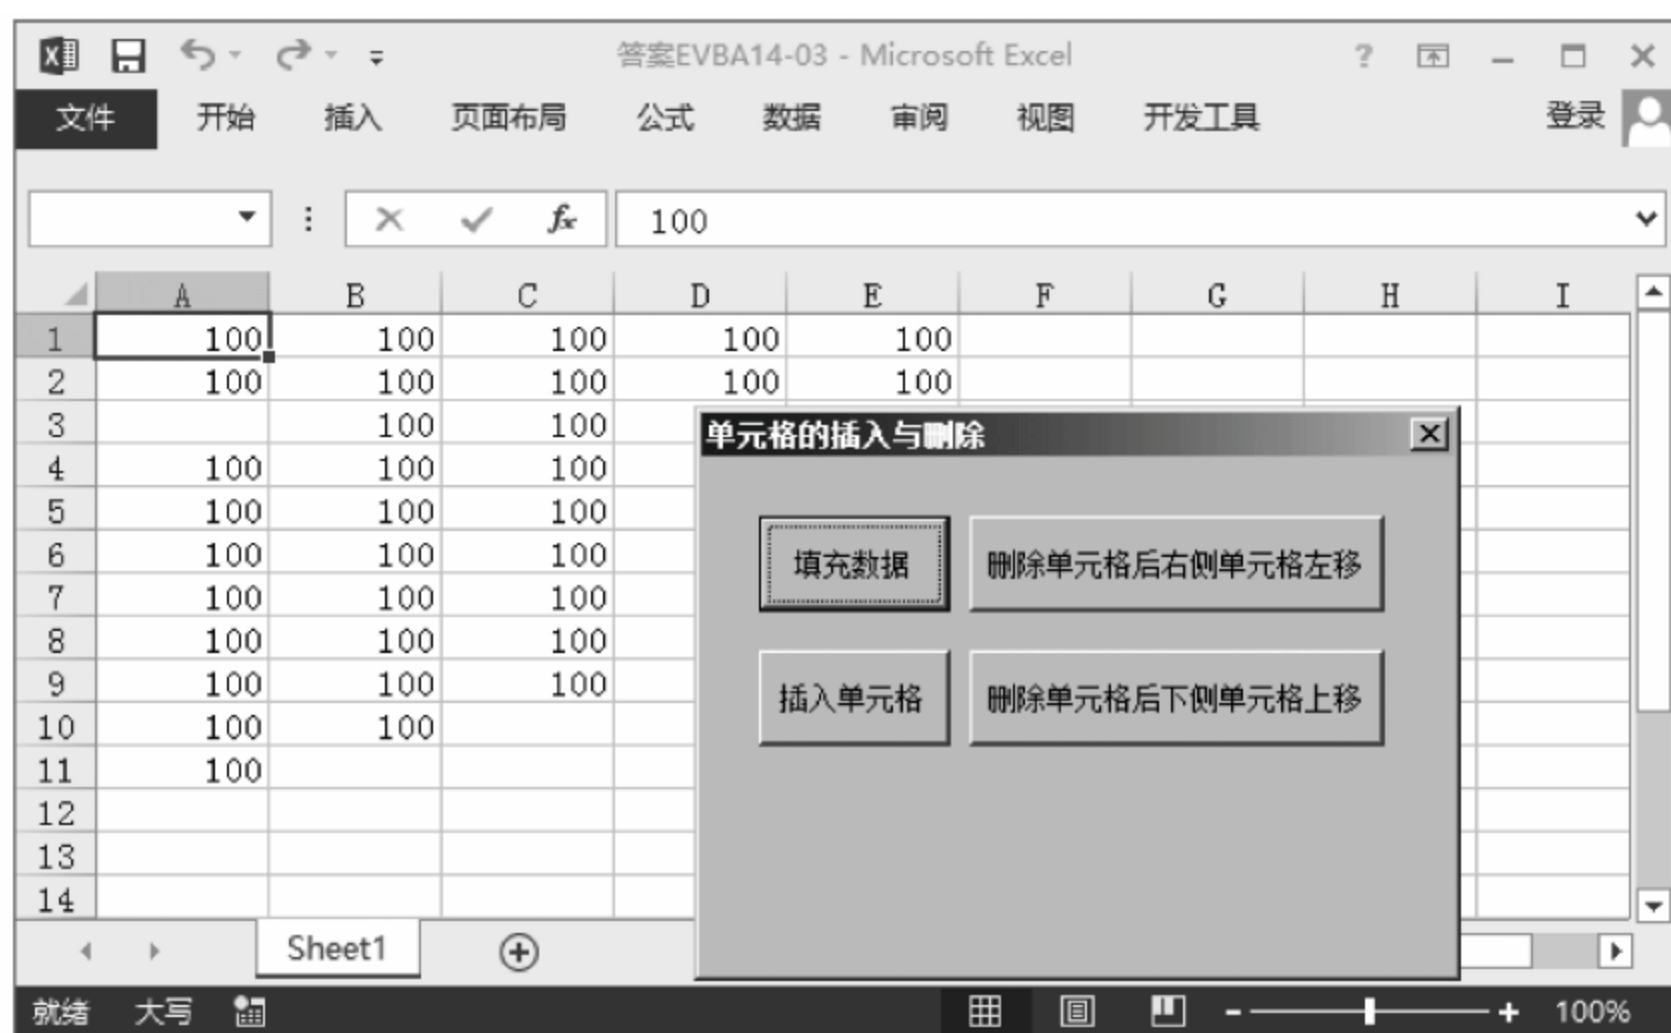 答案EVBA14-03 - Microsoft Excel ?
文件 开始 插入 页面布局 公式 数据 审阅 视图 开发工具 登录
fx 100
A B C D E F G H I
1 100 100 100 100 100
2 100 100 100 100 100
3 100 100
4 100 100 100
5 100 100 100
6 100 100 100
7 100 100 100
8 100 100 100
9 100 100 100
10 100 100
11 100
12
13
14
单元格的插入与删除
填充数据 删除单元格后右侧单元格左移
插入单元格 删除单元格后下侧单元格上移
Sheet1
就绪 大写 100%